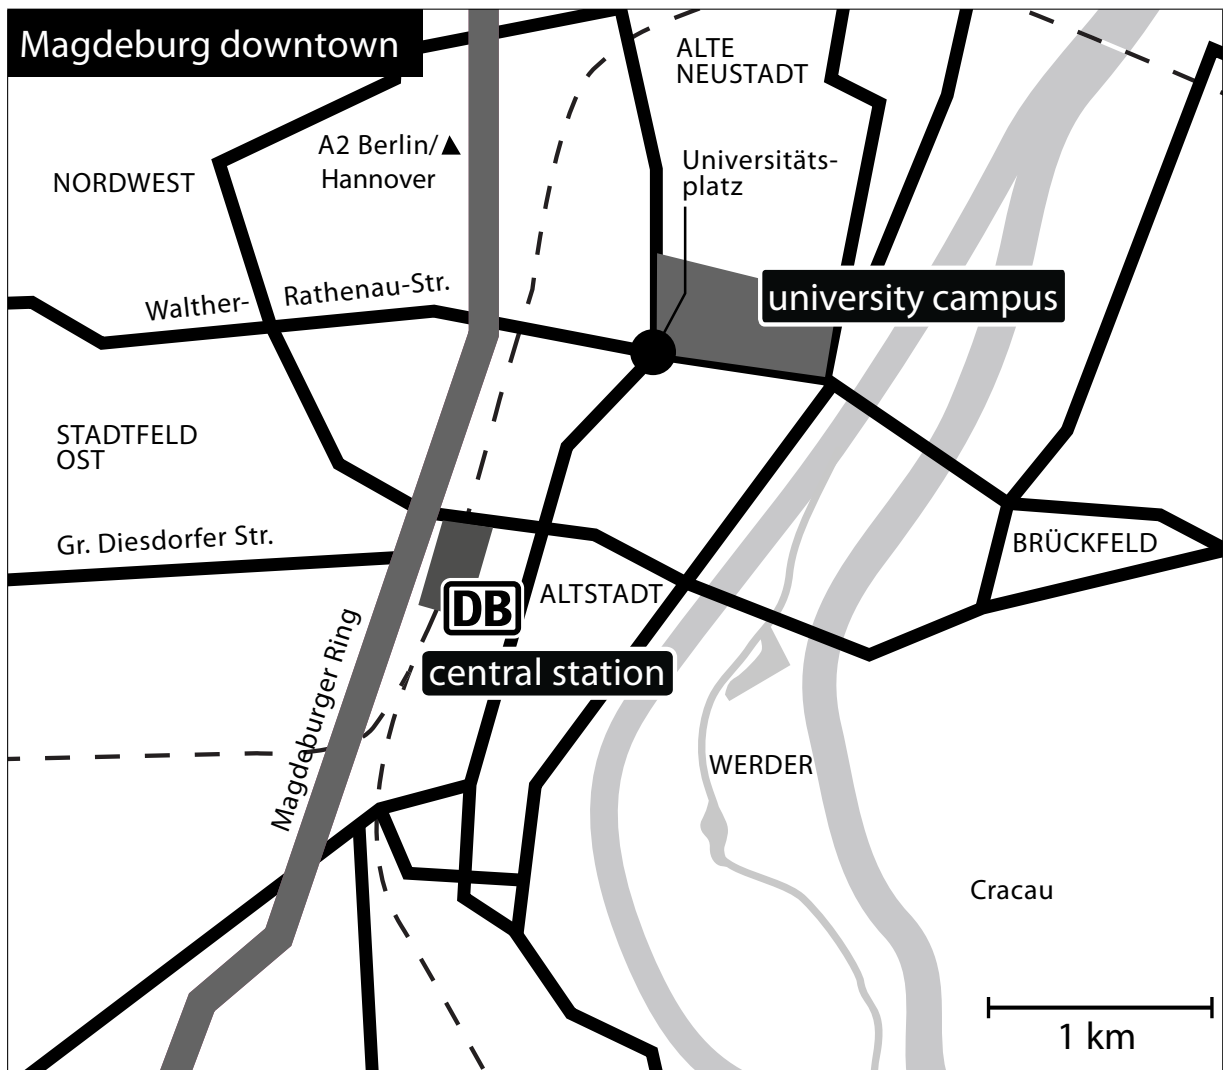 Magdeburg downtown
ALTE
NEUSTADT
A2 Berlin/
Hannover
Universitäts-
platz
NORDWEST
Walther- Rathenau-Str.
university campus
STADTFELD
OST
Gr. Diesdorfer Str.
BRÜCKFELD
DB
ALTSTADT
central station
Magdeburger Ring
WERDER
Cracau
1 km